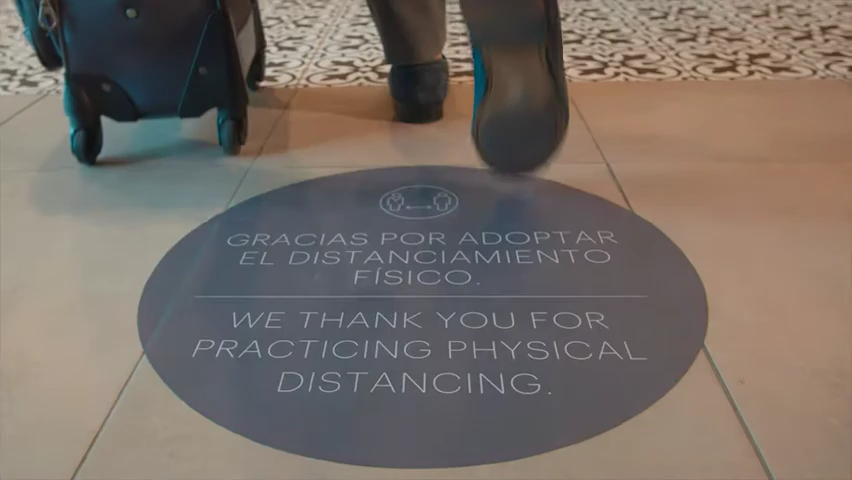 GRACIAS POR ADOPTAR
EL DISTANCIAMIENTO
FÍSICO.
WE THANK YOU FOR
PRACTICING PHYSICAL
DISTANCING.